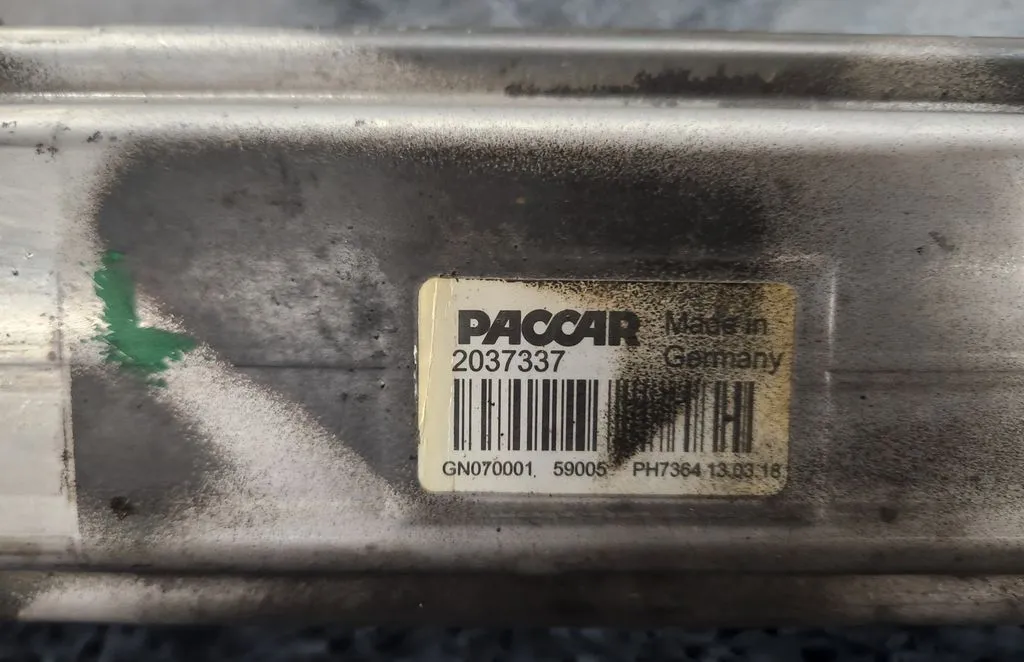 PACCAR Made in
2037337 Germany
GN070001. 59005 PH7364 13.03.18